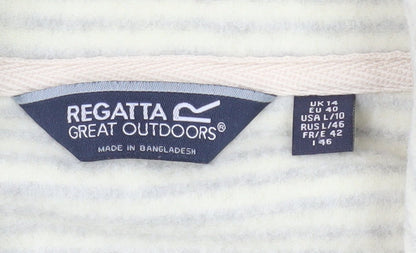 REGATTA
GREAT OUTDOORS®
MADE IN BANGLADESH
UK 14
EU 40
USA L/10
RUS L/46
FR/E 42
I 46